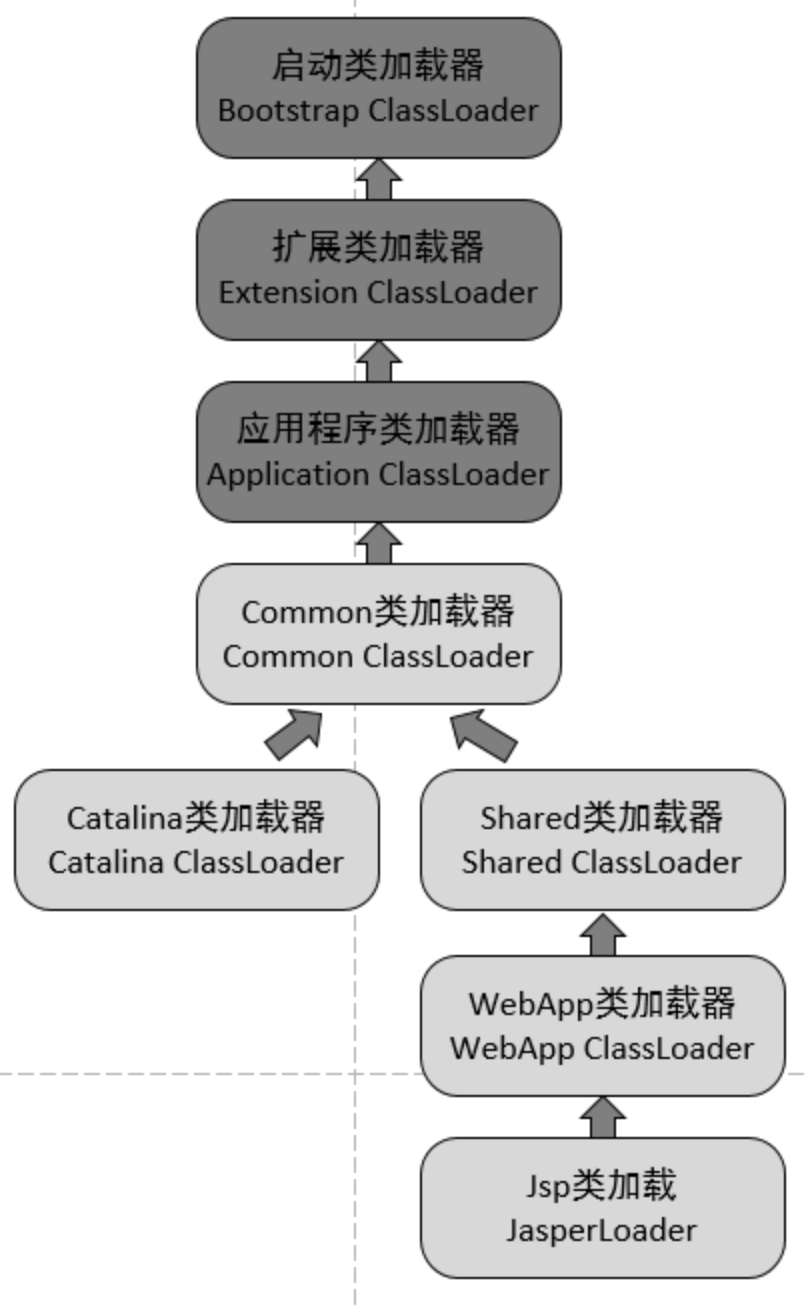 启动类加载器
Bootstrap ClassLoader
扩展类加载器
Extension ClassLoader
应用程序类加载器
Application ClassLoader
Common类加载器
Common ClassLoader
Catalina类加载器
Catalina ClassLoader
Shared类加载器
Shared ClassLoader
WebApp类加载器
WebApp ClassLoader
Jsp类加载
JasperLoader